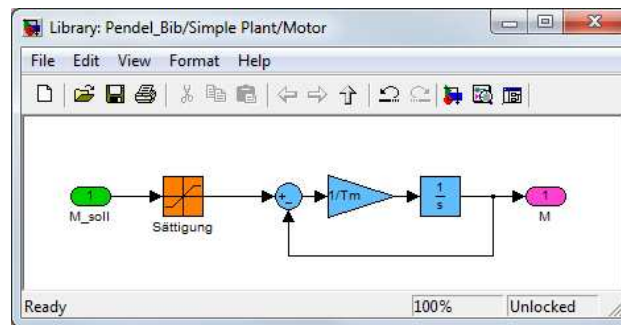 Library: Pendel_Bib/Simple Plant/Motor
File Edit View Format Help
1
M_soll
Sättigung
+
-
1/Tm
1
s
1
M
Ready
100%
Unlocked